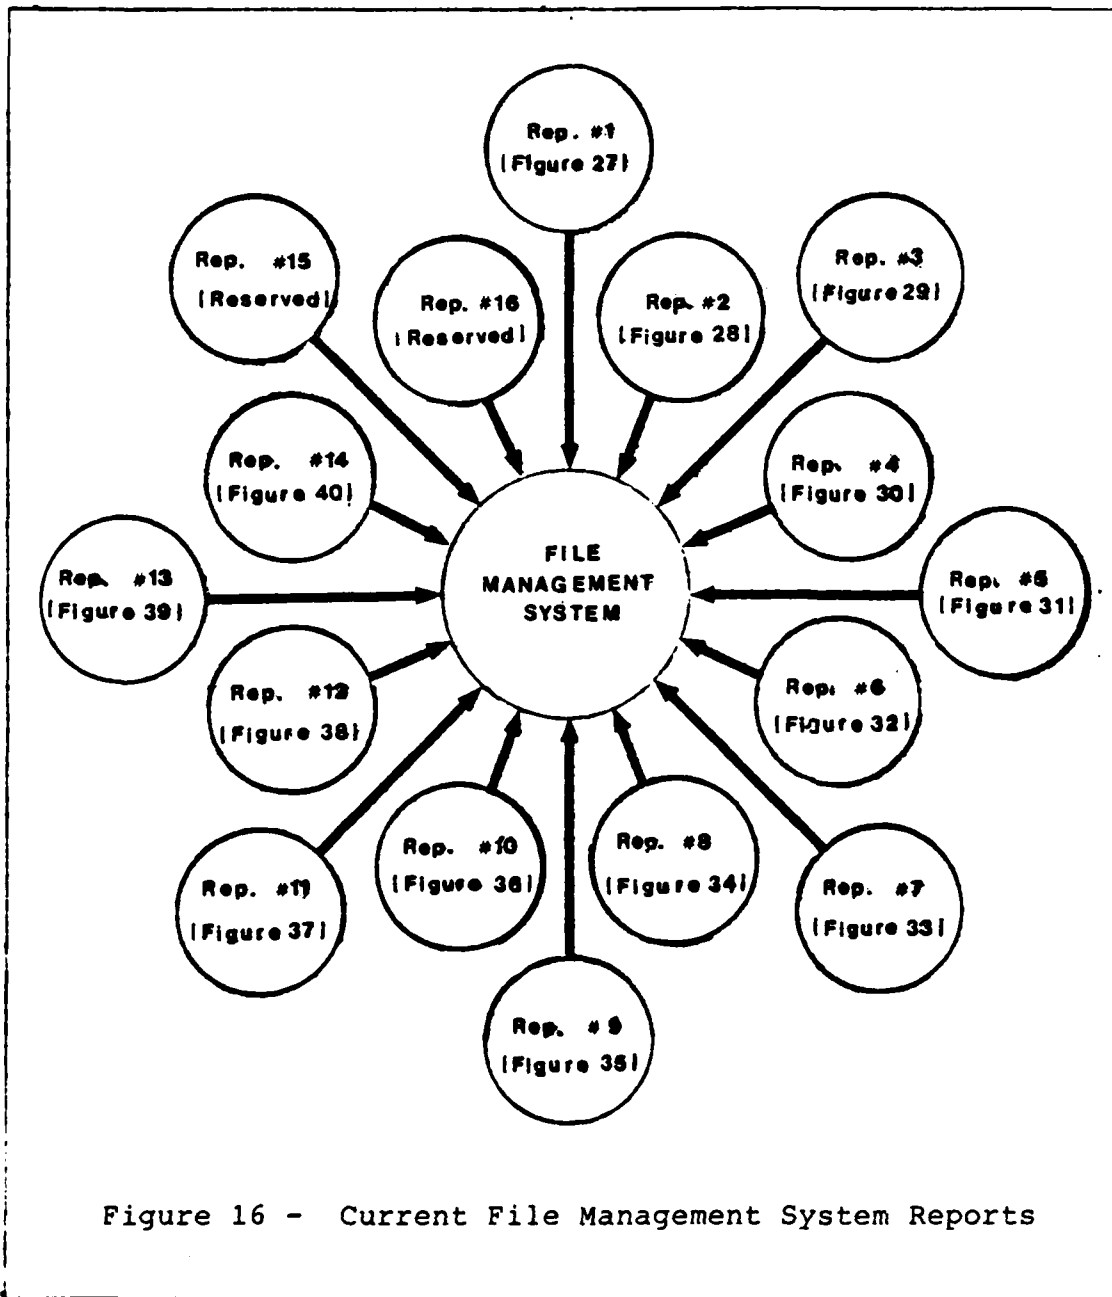 Rep. #1
(Figure 27)
Rep. #2
(Figure 28)
Rep. #3
(Figure 29)
Rep. #4
(Figure 30)
Rep. #5
(Figure 31)
Rep. #6
(Figure 32)
Rep. #7
(Figure 33)
Rep. #8
(Figure 34)
Rep. #9
(Figure 35)
Rep. #10
(Figure 36)
Rep. #11
(Figure 37)
Rep. #12
(Figure 38)
Rep. #13
(Figure 39)
Rep. #14
(Figure 40)
Rep. #15
(Reserved)
Rep. #16
(Reserved)
FILE
MANAGEMENT
SYSTEM
Figure 16 - Current File Management System Reports